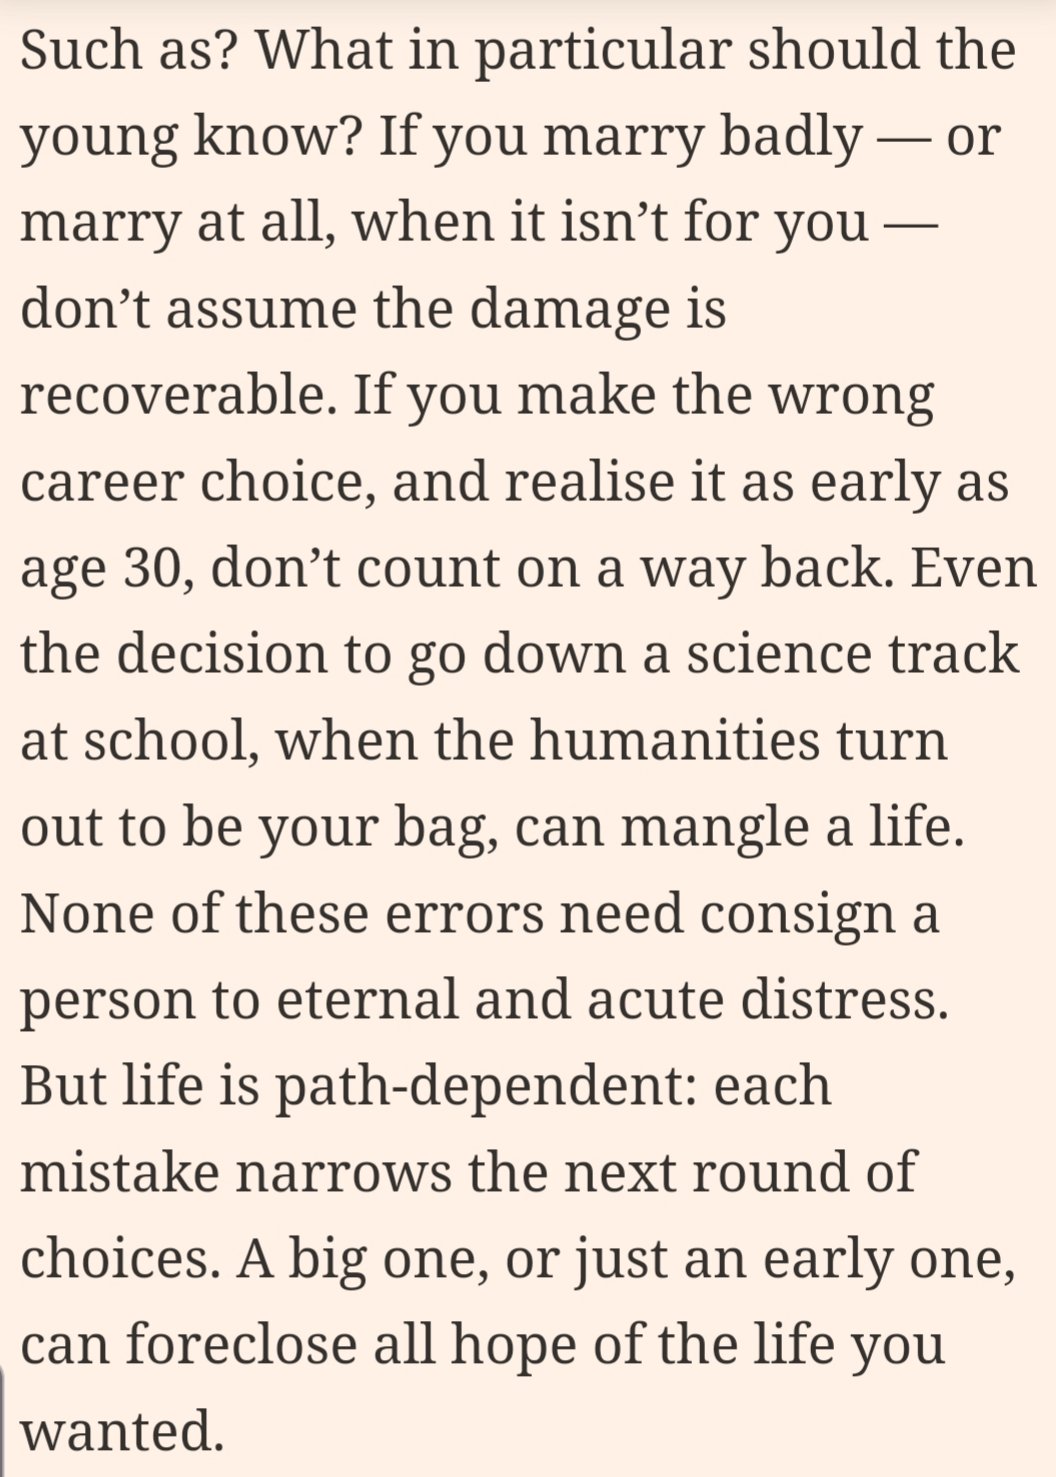 Such as? What in particular should the
young know? If you marry badly — or
marry at all, when it isn’t for you —
don’t assume the damage is
recoverable. If you make the wrong
career choice, and realise it as early as
age 30, don’t count on a way back. Even
the decision to go down a science track
at school, when the humanities turn
out to be your bag, can mangle a life.
None of these errors need consign a
person to eternal and acute distress.
But life is path-dependent: each
mistake narrows the next round of
choices. A big one, or just an early one,
can foreclose all hope of the life you
wanted.